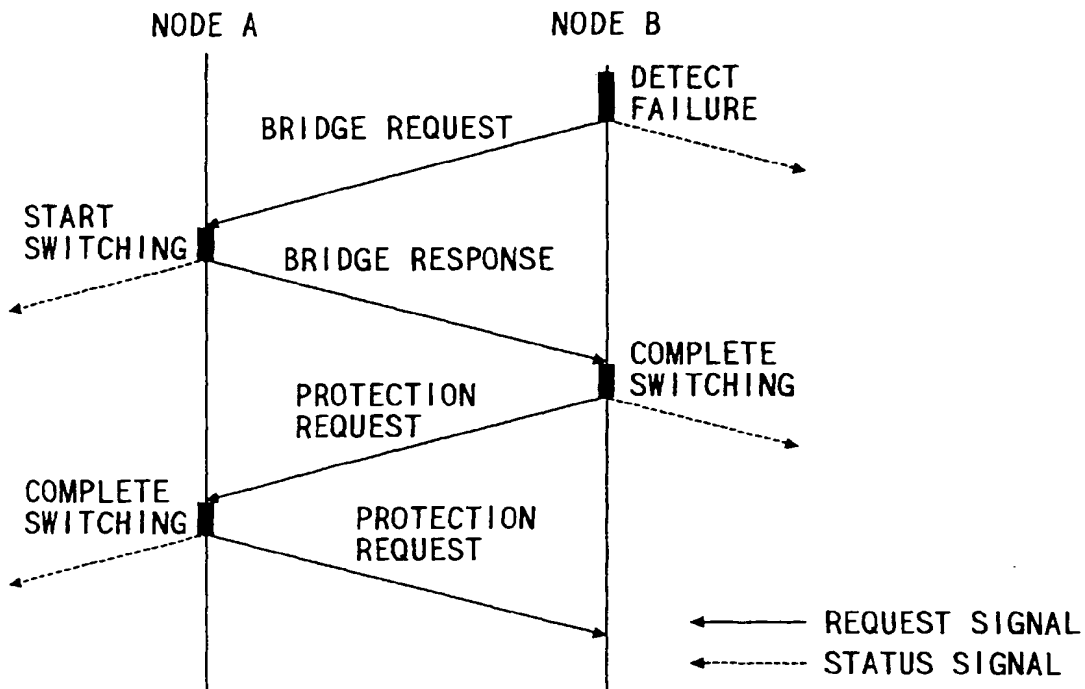 NODE A
NODE B
DETECT
FAILURE
BRIDGE REQUEST
START
SWITCHING
BRIDGE RESPONSE
COMPLETE
SWITCHING
PROTECTION
REQUEST
COMPLETE
SWITCHING
PROTECTION
REQUEST
REQUEST SIGNAL
STATUS SIGNAL